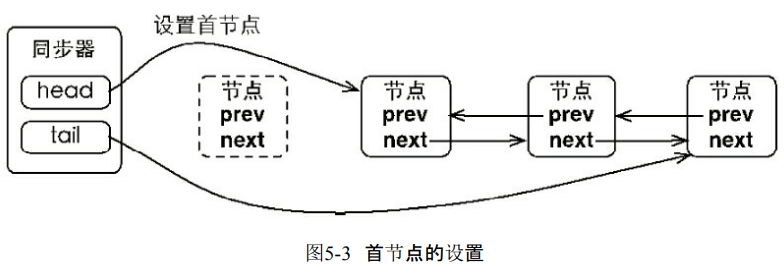 设置首节点
同步器
head
tail
节点
prev
next
节点
prev
next
节点
prev
next
节点
prev
next
图5-3 首节点的设置